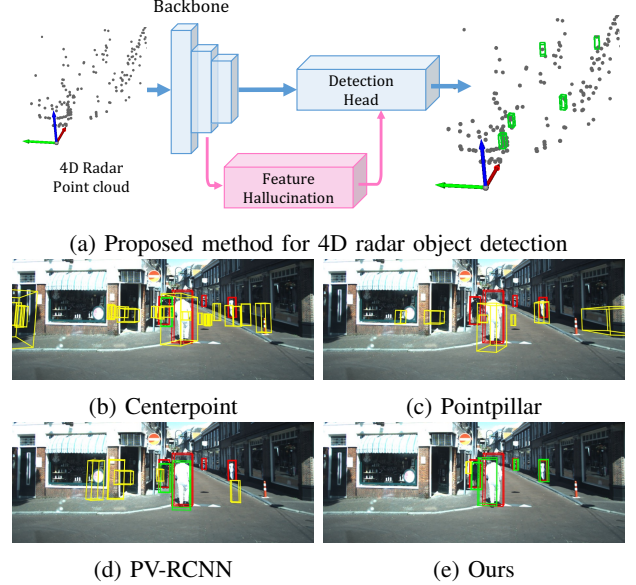 Backbone
Detection
Head
4D Radar
Point cloud
Feature
Hallucination
(a) Proposed method for 4D radar object detection
(b) Centerpoint
(c) Pointpillar
(d) PV-RCNN
(e) Ours